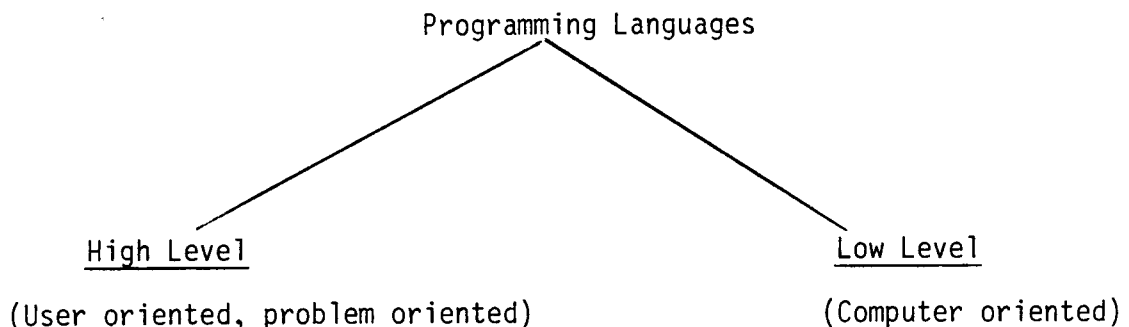 Programming Languages
High Level
Low Level
(User oriented, problem oriented)
(Computer oriented)